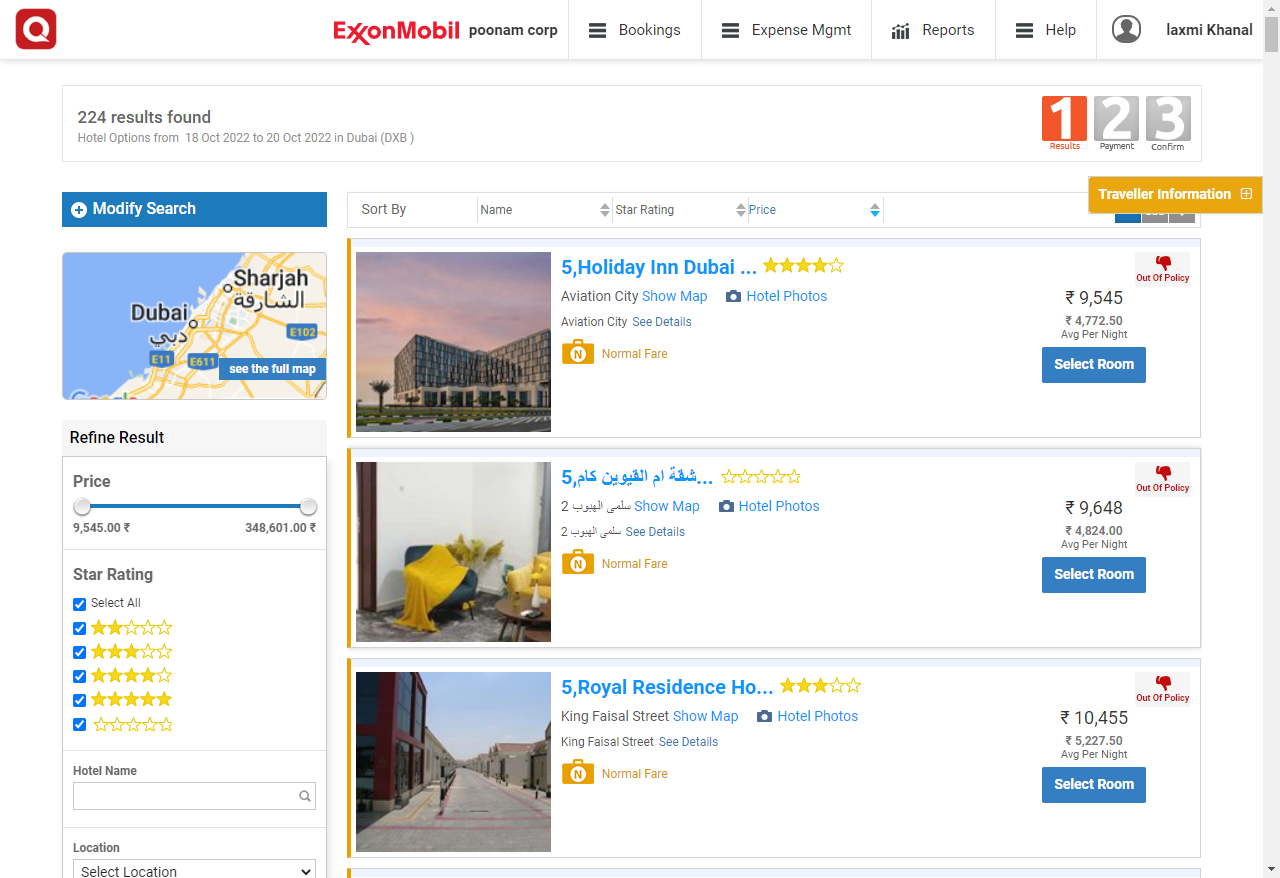 Q
ExxonMobil
poonam corp
Bookings
Expense Mgmt
Reports
Help
laxmi Khanal
224 results found
Hotel Options from 18 Oct 2022 to 20 Oct 2022 in Dubai (DXB )
1
Results
2
Payment
3
Confirm
Modify Search
Sort By
Name
Star Rating
Price
Traveller Information
Sharjah
الشارقة
Dubai
دبي
E102
E11
E611
see the full map
Google
Refine Result
Price
9,545.00 ₹
348,601.00 ₹
Star Rating
Select All
Hotel Name
Location
Select Location
5,Holiday Inn Dubai ...
Aviation City Show Map
Hotel Photos
Aviation City See Details
N
Normal Fare
Out Of Policy
₹ 9,545
₹ 4,772.50
Avg Per Night
Select Room
5,شقة ام القيوين كام...
2 سلمى الهبوب Show Map
Hotel Photos
2 سلمى الهبوب See Details
N
Normal Fare
Out Of Policy
₹ 9,648
₹ 4,824.00
Avg Per Night
Select Room
5,Royal Residence Ho...
King Faisal Street Show Map
Hotel Photos
King Faisal Street See Details
N
Normal Fare
Out Of Policy
₹ 10,455
₹ 5,227.50
Avg Per Night
Select Room